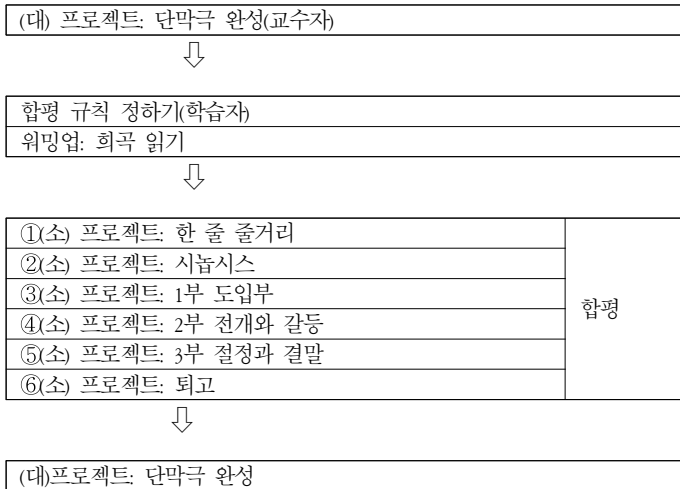 (대) 프로젝트: 단막극 완성(교수자)
합평 규칙 정하기(학습자)
워밍업: 희곡 읽기
①(소) 프로젝트: 한 줄 줄거리
②(소) 프로젝트: 시놉시스
③(소) 프로젝트: 1부 도입부
합평
④(소) 프로젝트: 2부 전개와 갈등
⑤(소) 프로젝트: 3부 절정과 결말
⑥(소) 프로젝트: 퇴고
(대)프로젝트: 단막극 완성